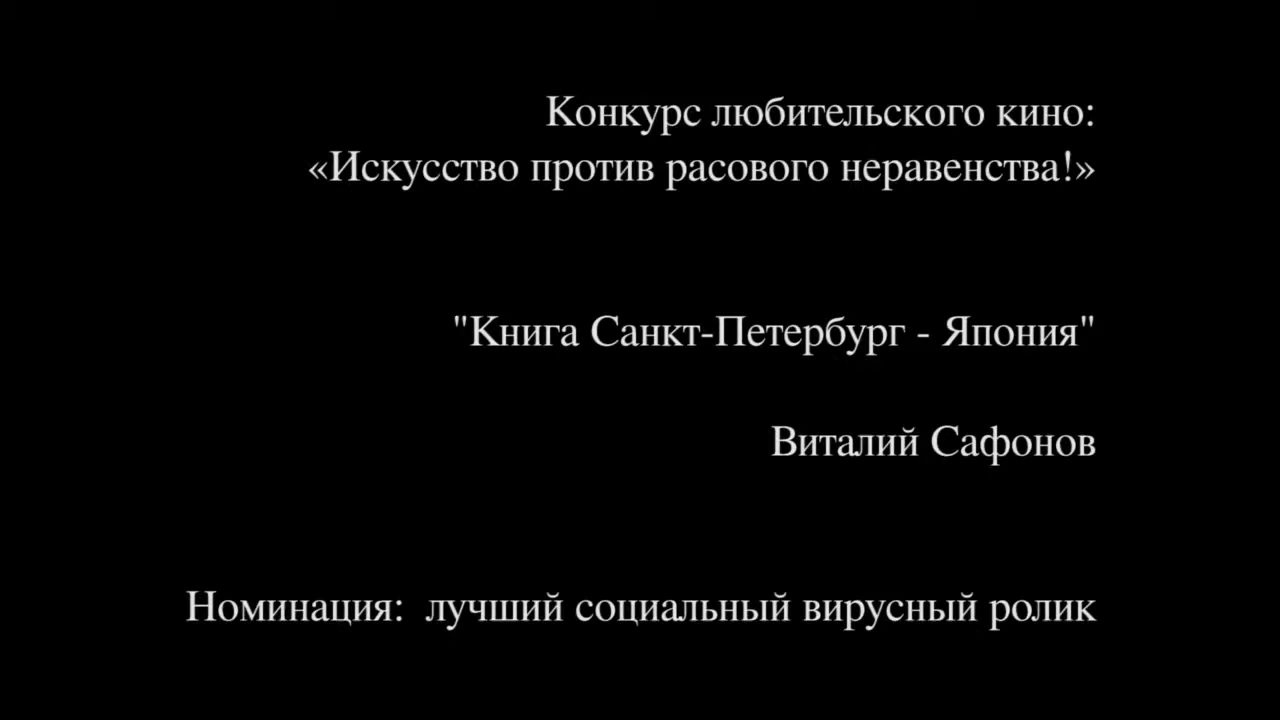 Конкурс любительского кино:
«Искусство против расового неравенства!»
"Книга Санкт-Петербург - Япония"
Виталий Сафонов
Номинация: лучший социальный вирусный ролик